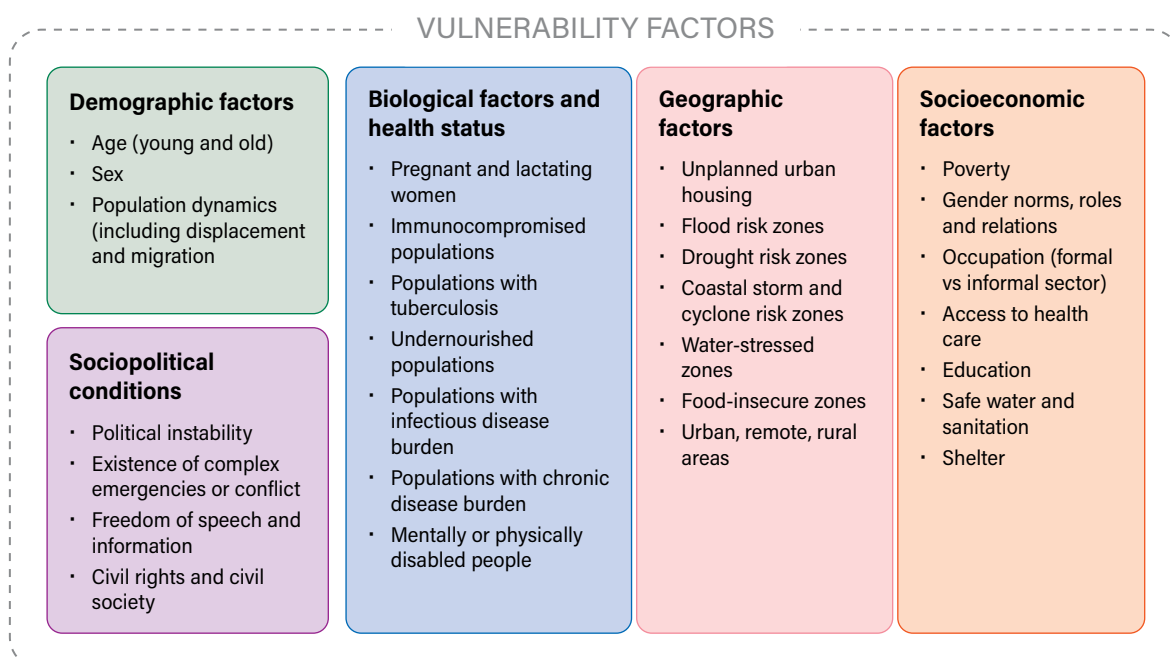 VULNERABILITY FACTORS
Demographic factors
· Age (young and old)
· Sex
· Population dynamics
(including displacement
and migration
Sociopolitical
conditions
· Political instability
· Existence of complex
emergencies or conflict
· Freedom of speech and
information
· Civil rights and civil
society
Biological factors and
health status
· Pregnant and lactating
women
· Immunocompromised
populations
· Populations with
tuberculosis
· Undernourished
populations
· Populations with
infectious disease
burden
· Populations with chronic
disease burden
· Mentally or physically
disabled people
Geographic
factors
· Unplanned urban
housing
· Flood risk zones
· Drought risk zones
· Coastal storm and
cyclone risk zones
· Water-stressed
zones
· Food-insecure zones
· Urban, remote, rural
areas
Socioeconomic
factors
· Poverty
· Gender norms, roles
and relations
· Occupation (formal
vs informal sector)
· Access to health
care
· Education
· Safe water and
sanitation
· Shelter